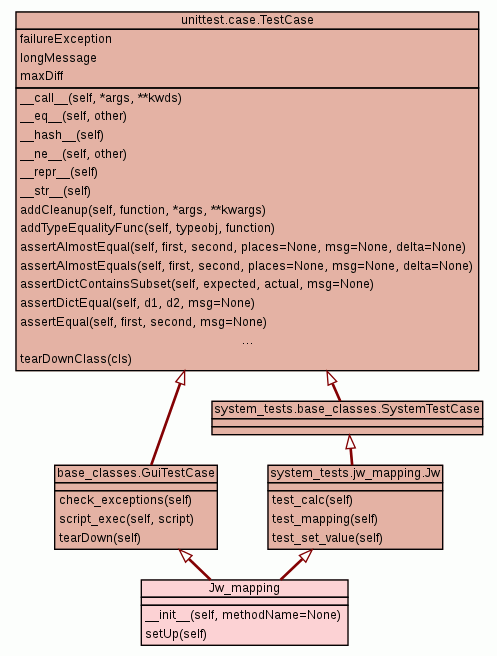 unittest.case.TestCase
failureException
longMessage
maxDiff
__call__(self, *args, **kwds)
__eq__(self, other)
__hash__(self)
__ne__(self, other)
__repr__(self)
__str__(self)
addCleanup(self, function, *args, **kwargs)
addTypeEqualityFunc(self, typeobj, function)
assertAlmostEqual(self, first, second, places=None, msg=None, delta=None)
assertAlmostEquals(self, first, second, places=None, msg=None, delta=None)
assertDictContainsSubset(self, expected, actual, msg=None)
assertDictEqual(self, d1, d2, msg=None)
assertEqual(self, first, second, msg=None)
...
tearDownClass(cls)
system_tests.base_classes.SystemTestCase
base_classes.GuiTestCase
check_exceptions(self)
script_exec(self, script)
tearDown(self)
system_tests.jw_mapping.Jw
test_calc(self)
test_mapping(self)
test_set_value(self)
Jw_mapping
__init__(self, methodName=None)
setUp(self)